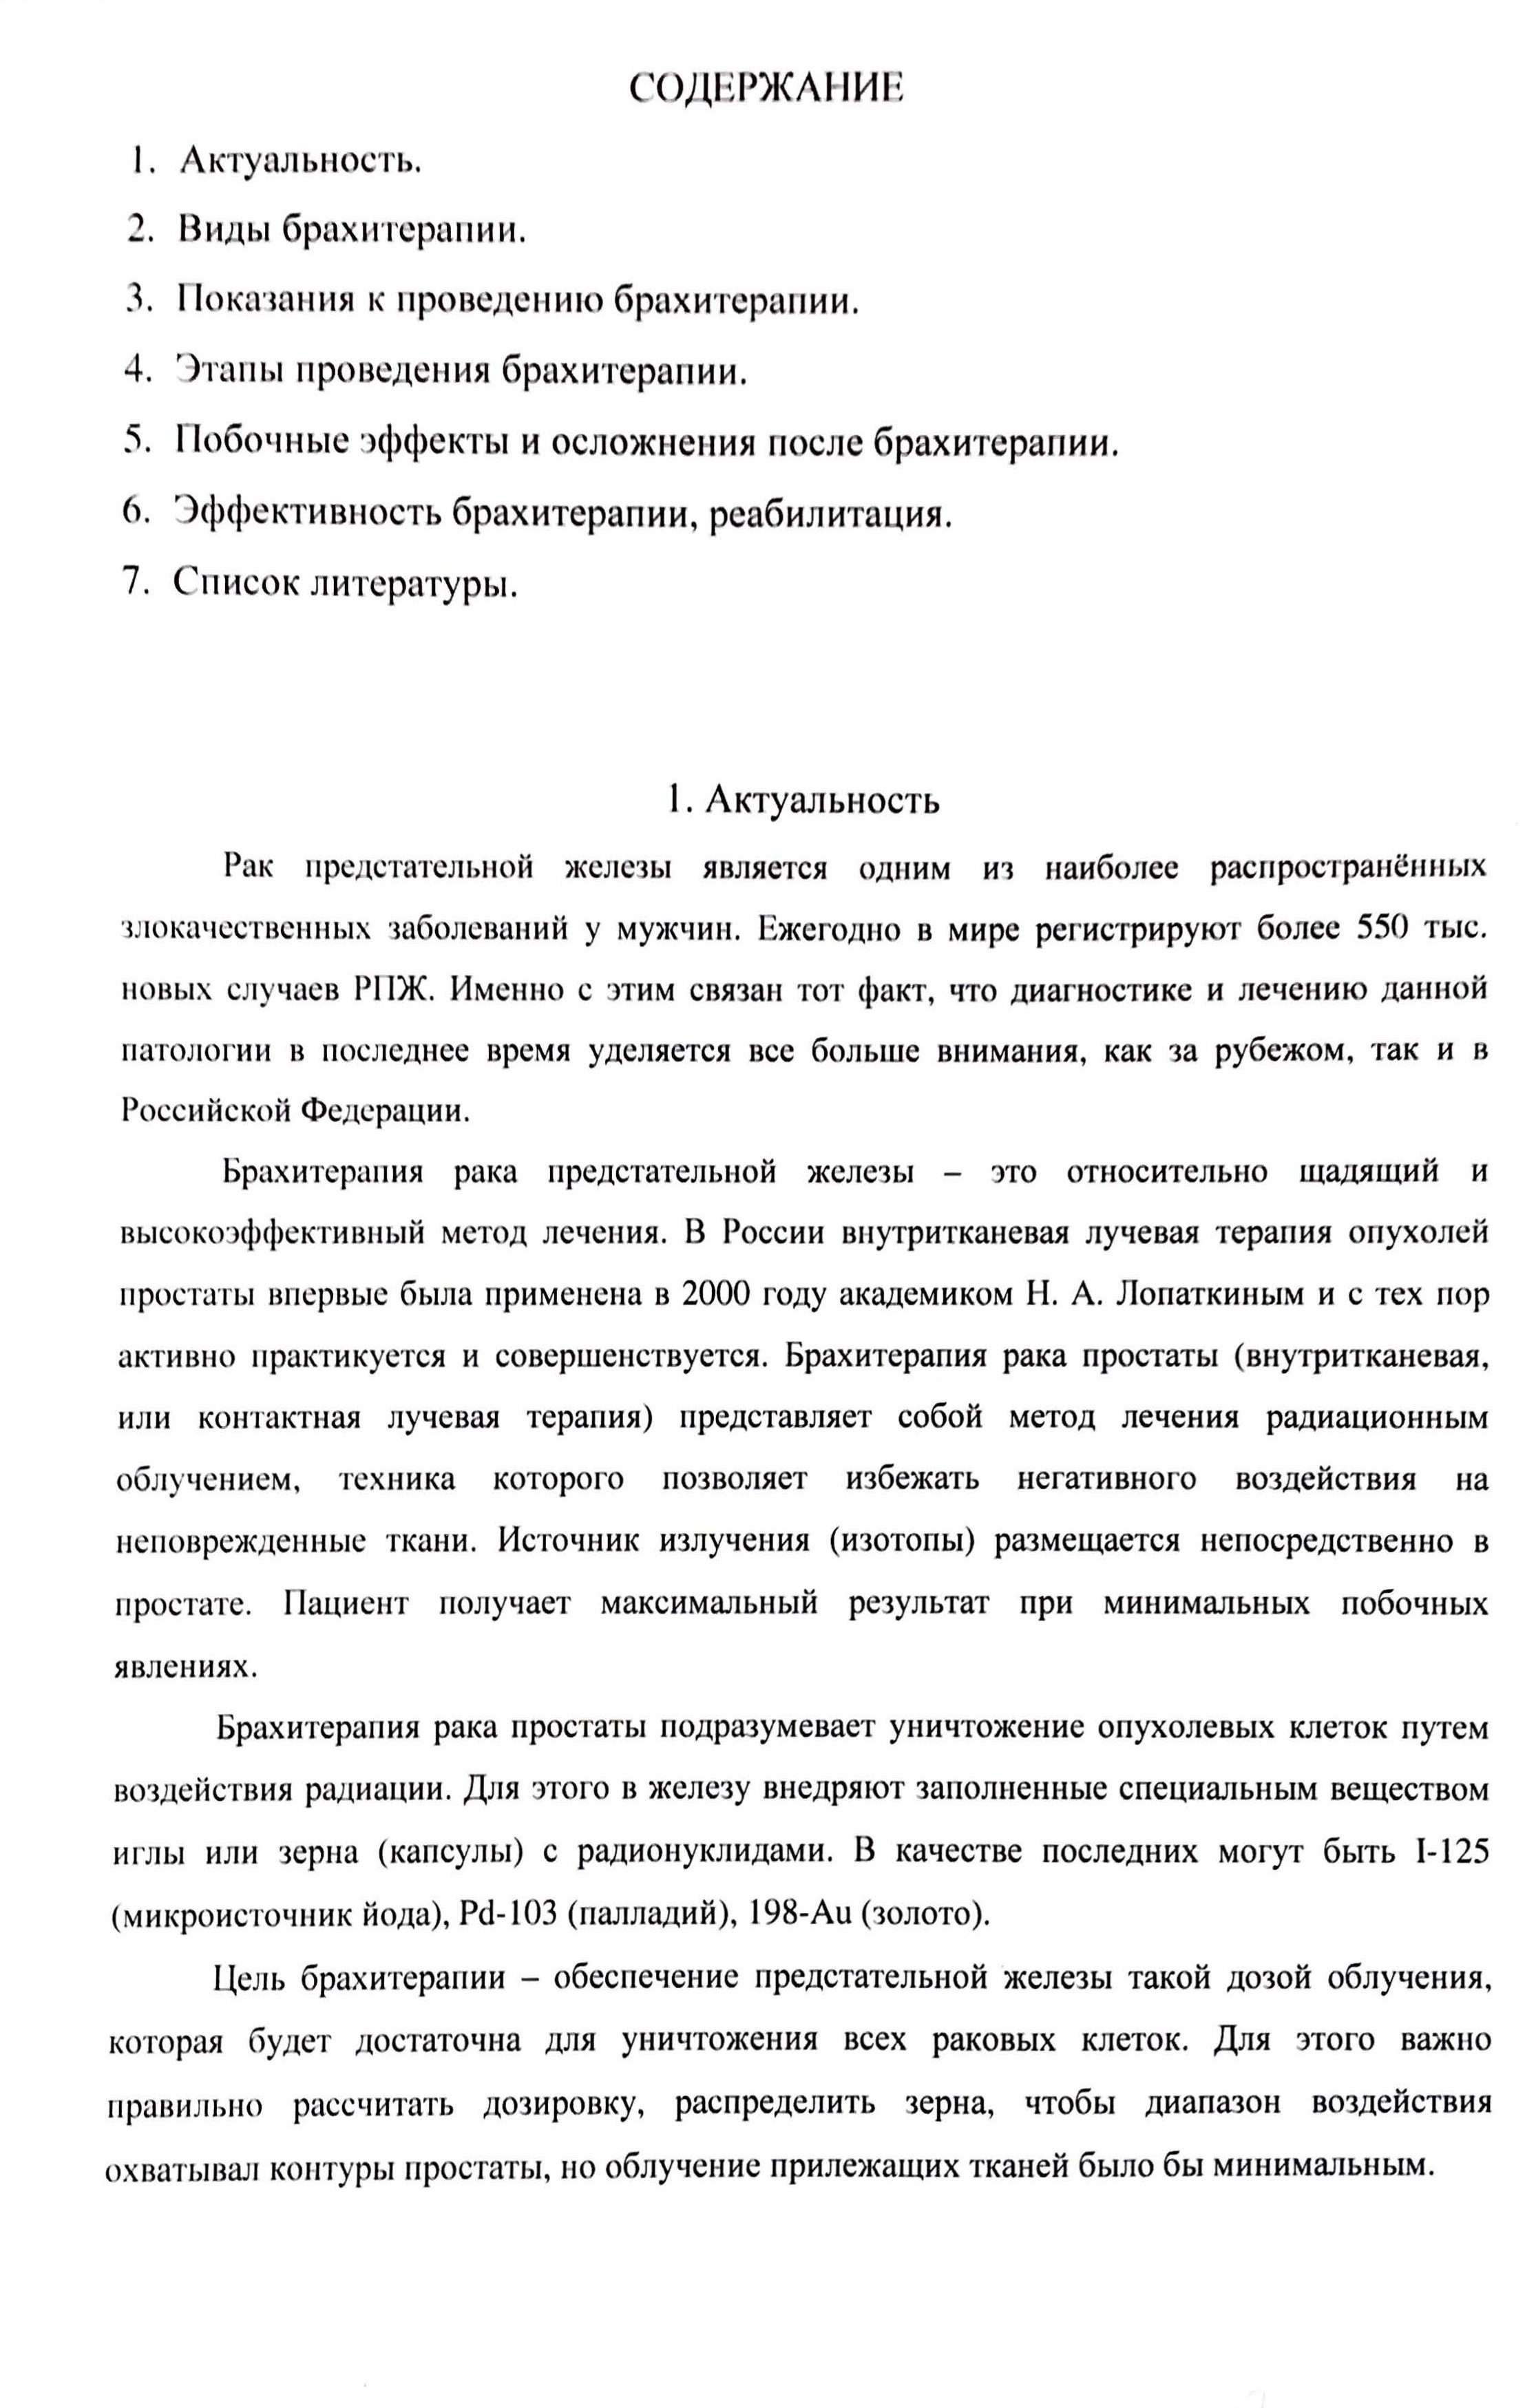 СОДЕРЖАНИЕ
1. Актуальность.
2. Виды брахитерапии.
3. Показания к проведению брахитерапии.
4. Этапы проведения брахитерапии.
5. Побочные эффекты и осложнения после брахитерапии.
6. Эффективность брахитерапии, реабилитация.
7. Список литературы.
1. Актуальность
Рак предстательной железы является одним из наиболее распространённых
злокачественных заболеваний у мужчин. Ежегодно в мире регистрируют более 550 тыс.
новых случаев РПЖ. Именно с этим связан тот факт, что диагностике и лечению данной
патологии в последнее время уделяется все больше внимания, как за рубежом, так и в
Российской Федерации.
Брахитерапия рака предстательной железы – это относительно щадящий и
высокоэффективный метод лечения. В России внутритканевая лучевая терапия опухолей
простаты впервые была применена в 2000 году академиком Н. А. Лопаткиным и с тех пор
активно практикуется и совершенствуется. Брахитерапия рака простаты (внутритканевая,
или контактная лучевая терапия) представляет собой метод лечения радиационным
облучением, техника которого позволяет избежать негативного воздействия на
неповрежденные ткани. Источник излучения (изотопы) размещается непосредственно в
простате. Пациент получает максимальный результат при минимальных побочных
явлениях.
Брахитерапия рака простаты подразумевает уничтожение опухолевых клеток путем
воздействия радиации. Для этого в железу внедряют заполненные специальным веществом
иглы или зерна (капсулы) с радионуклидами. В качестве последних могут быть I-125
(микроисточник йода), Pd-103 (палладий), 198-Au (золото).
Цель брахитерапии – обеспечение предстательной железы такой дозой облучения,
которая будет достаточна для уничтожения всех раковых клеток. Для этого важно
правильно рассчитать дозировку, распределить зерна, чтобы диапазон воздействия
охватывал контуры простаты, но облучение прилежащих тканей было бы минимальным.